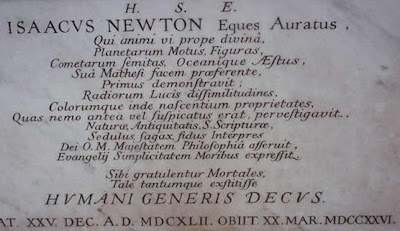 H. S. E.
ISAACVS NEWTON Eques Auratus,
Qui animi vi prope divinâ,
Planetarum Motus, Figuras,
Cometarum semitas, Oceanique Æstus,
Suâ Mathesi facem præferente,
Primus demonstravit:
Radiorum Lucis dissimilitudines,
Colorumque inde nascentium proprietates,
Quas nemo antea vel suspicatus erat, pervestigavit.
Naturæ, Antiquitatis, S. Scripturæ,
Sedulus, sagax, fidus Interpres
Dei O. M. Majestatem Philosophiâ asseruit,
Evangelij Simplicitatem Moribus expressit.
Sibi gratulentur Mortales,
Tale tantumque exstitisse
HVMANI GENERIS DECVS.
AT. XXV. DEC. A.D. MDCXLII. OBIIT. XX. MAR. MDCCXXVI.